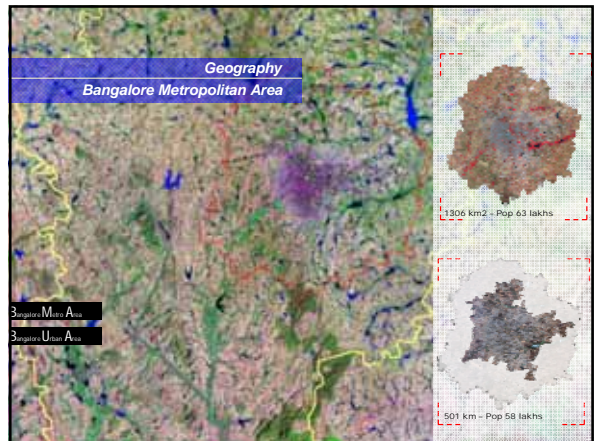 Geography
Bangalore Metropolitan Area
1306 km2 - Pop 63 lakhs
Bangalore Metro Area
Bangalore Urban Area
501 km - Pop 58 lakhs